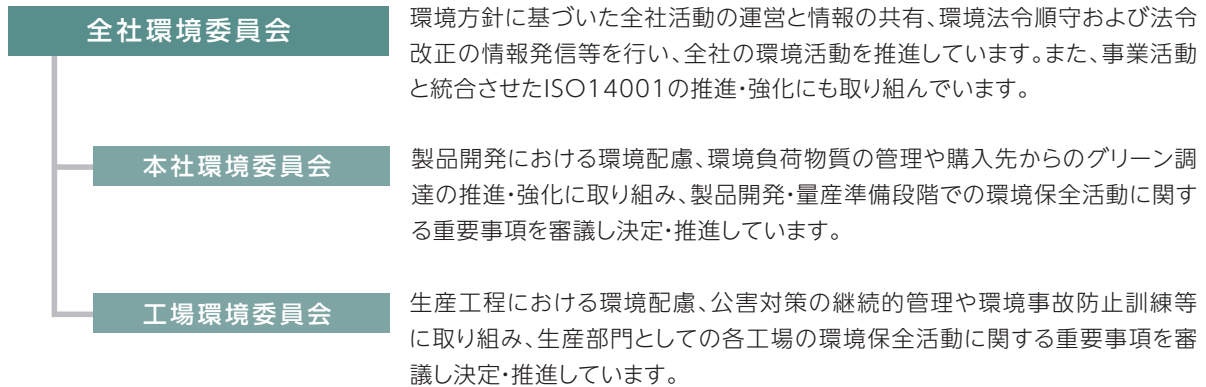 全社環境委員会
環境方針に基づいた全社活動の運営と情報の共有、環境法令順守および法令
改正の情報発信等を行い、全社の環境活動を推進しています。また、事業活動
と統合させたISO14001の推進・強化にも取り組んでいます。
本社環境委員会
製品開発における環境配慮、環境負荷物質の管理や購入先からのグリーン調
達の推進・強化に取り組み、製品開発・量産準備段階での環境保全活動に関す
る重要事項を審議し決定・推進しています。
工場環境委員会
生産工程における環境配慮、公害対策の継続的管理や環境事故防止訓練等
に取り組み、生産部門としての各工場の環境保全活動に関する重要事項を審
議し決定・推進しています。